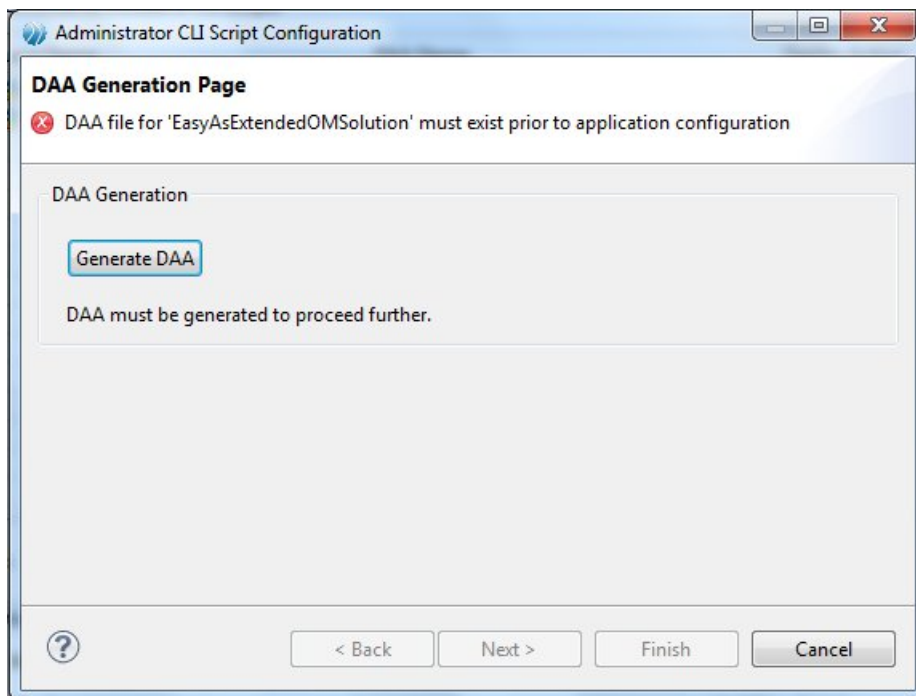 Administrator CLI Script Configuration
DAA Generation Page
DAA file for 'EasyAsExtendedOMSolution' must exist prior to application configuration
DAA Generation
Generate DAA
DAA must be generated to proceed further.
?
< Back Next > Finish Cancel